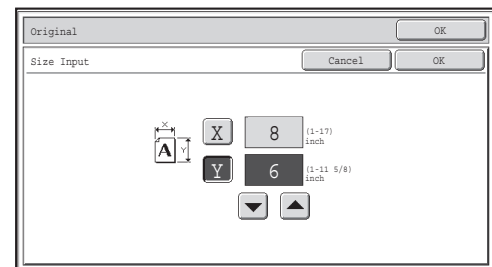 Original OK
Size Input Cancel OK
X
A Y
X 8 (1-17)
inch
Y 6 (1-11 5/8)
inch